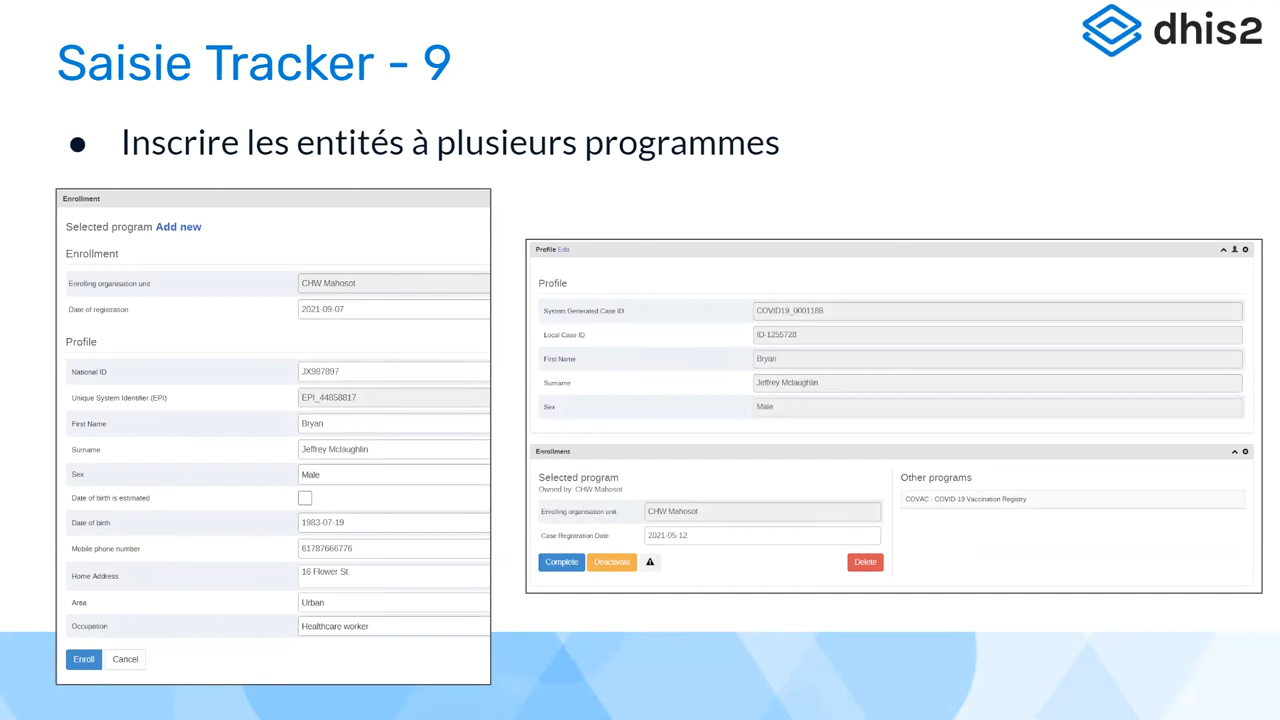 dhis2
Saisie Tracker - 9
● Inscrire les entités à plusieurs programmes
Enrollment
Selected program Add new
Enrollment
Enrolling organisation unit CHW Mahosot
Date of registration 2021-09-07
Profile
National ID JX987897
Unique System Identifier (EPI) EPI_44858817
First Name Bryan
Surname Jeffrey Mclaughlin
Sex Male
Date of birth is estimated
Date of birth 1983-07-19
Mobile phone number 61787666776
Home Address 16 Flower St.
Area Urban
Occupation Healthcare worker
Enroll Cancel
Profile Edit
Profile
System Generated Case ID COVID19_0001188
Local Case ID ID-1255728
First Name Bryan
Surname Jeffrey Mclaughlin
Sex Male
Enrollment
Selected program
Owned by: CHW Mahosot
Enrolling organisation unit CHW Mahosot
Case Registration Date 2021-05-12
Complete Deactivate Delete
Other programs
COVAC - COVID-19 Vaccination Registry